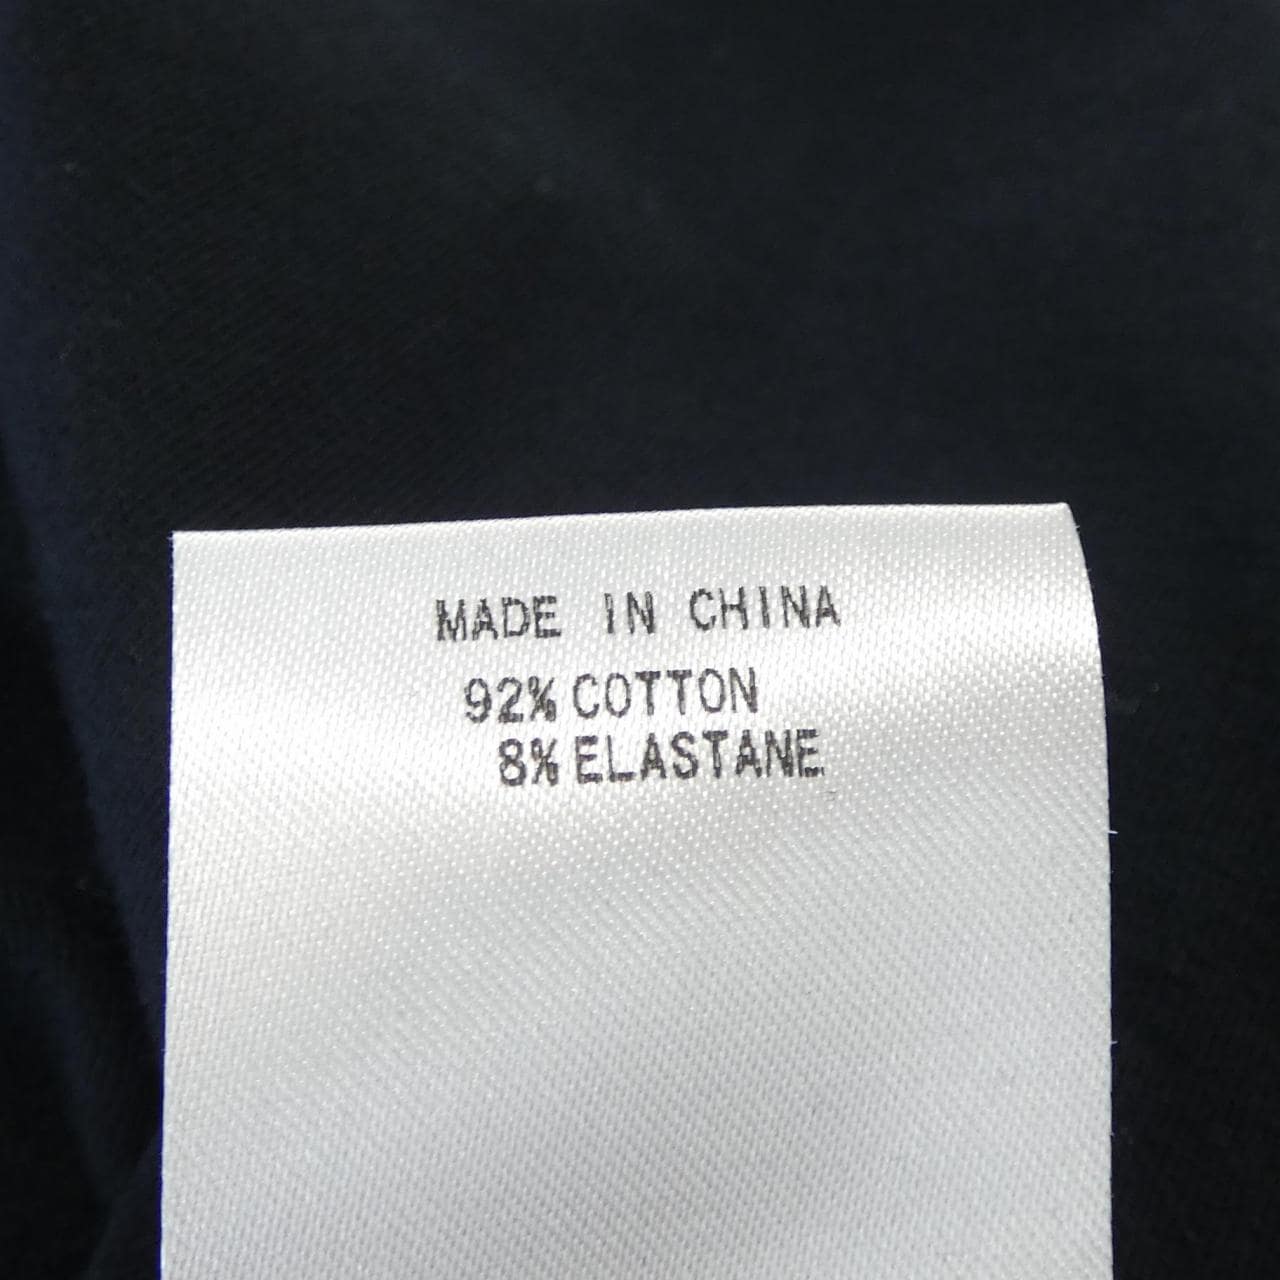 MADE IN CHINA
92% COTTON
8% ELASTANE